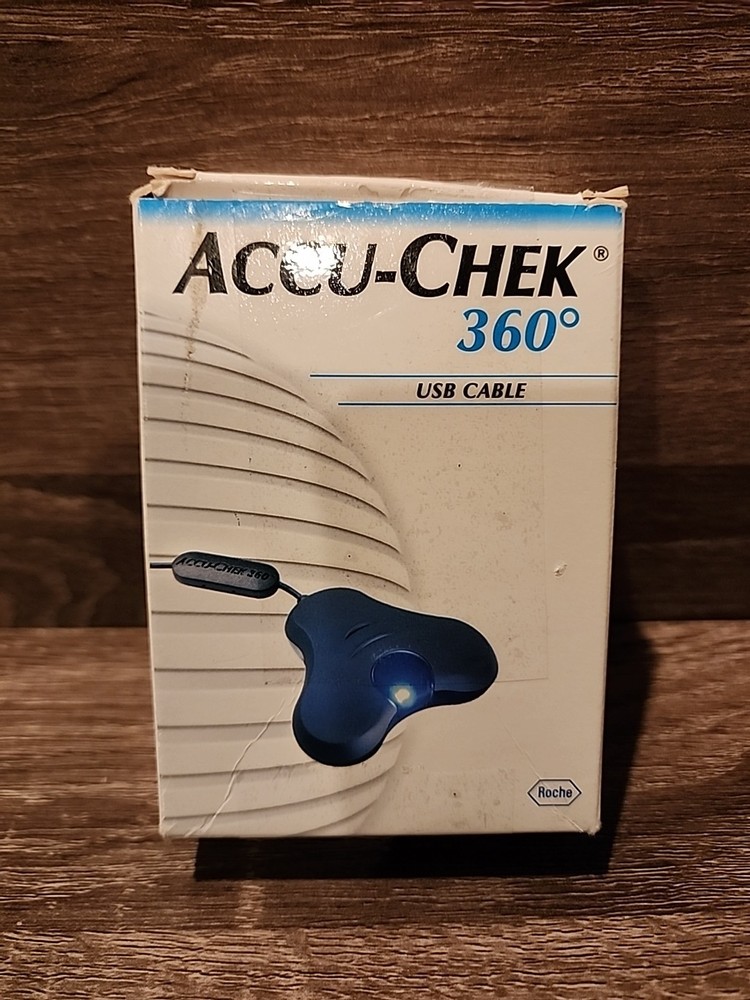 ACCU-CHEK®
360°
USB CABLE
ACCU-CHEK 360°
Roche